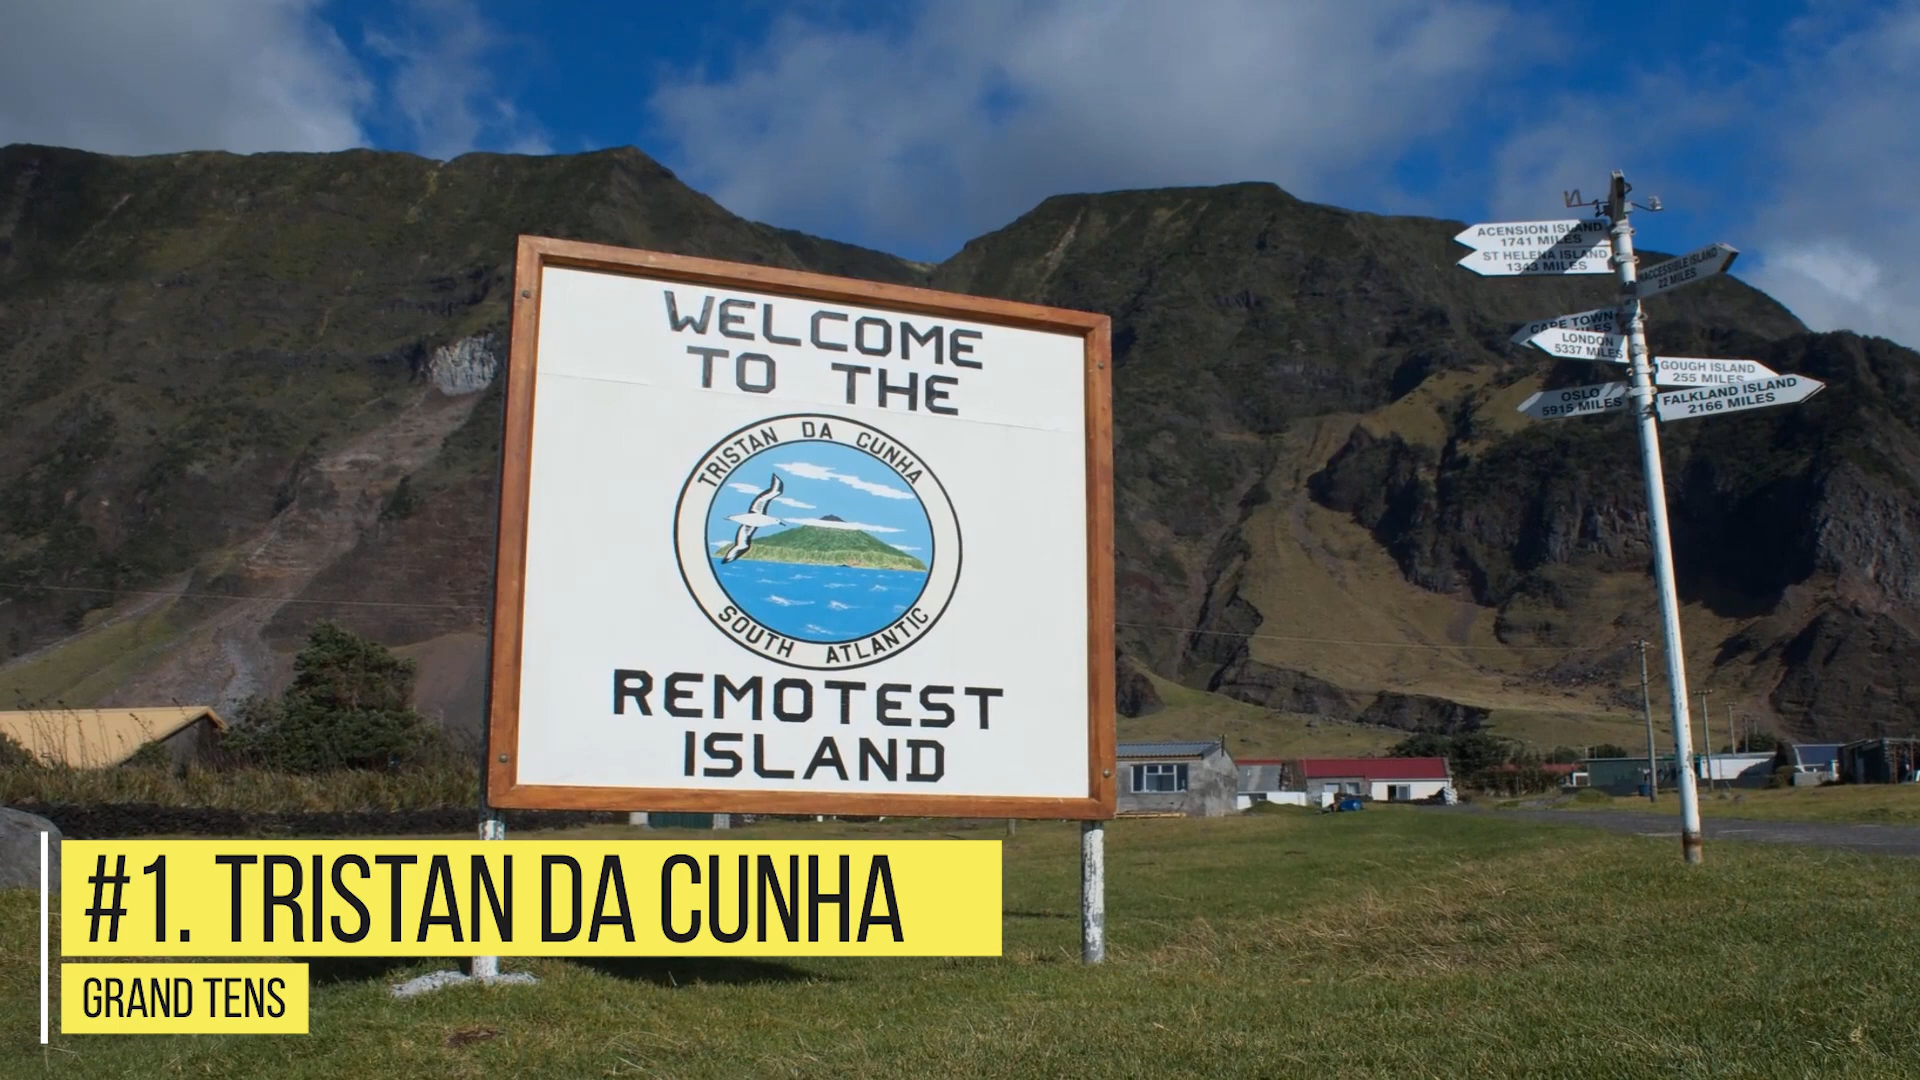 WELCOME
TO THE
TRISTAN DA CUNHA
SOUTH ATLANTIC
REMOTEST
ISLAND
ACENSION ISLAND
1741 MILES
ST HELENA ISLAND
1343 MILES
INACCESSIBLE ISLAND
22 MILES
CAPE TOWN
MILES
LONDON
5337 MILES
GOUGH ISLAND
255 MILES
OSLO
5915 MILES
FALKLAND ISLAND
2166 MILES
#1. TRISTAN DA CUNHA
GRAND TENS